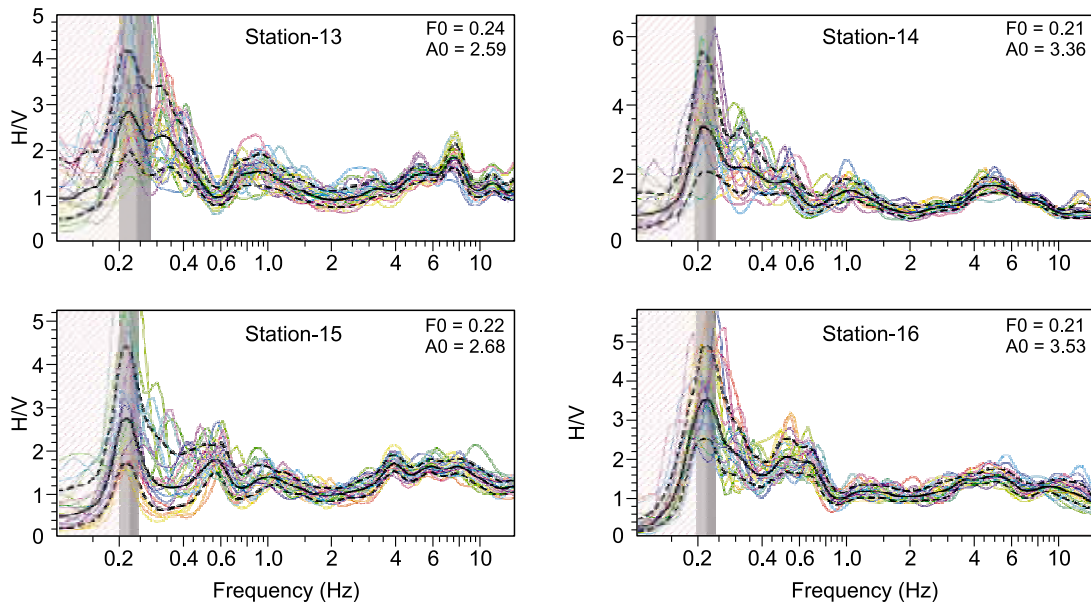 5
4
3
2
1
0
H/V
Station-13
F0 = 0.24
A0 = 2.59
0.2 0.4 0.6 1.0 2 4 6 10
6
4
2
0
Station-14
F0 = 0.21
A0 = 3.36
0.2 0.4 0.6 1.0 2 4 6 10
5
4
3
2
1
0
H/V
Station-15
F0 = 0.22
A0 = 2.68
0.2 0.4 0.6 1.0 2 4 6 10
Frequency (Hz)
5
4
3
2
1
0
H/V
Station-16
F0 = 0.21
A0 = 3.53
0.2 0.4 0.6 1.0 2 4 6 10
Frequency (Hz)